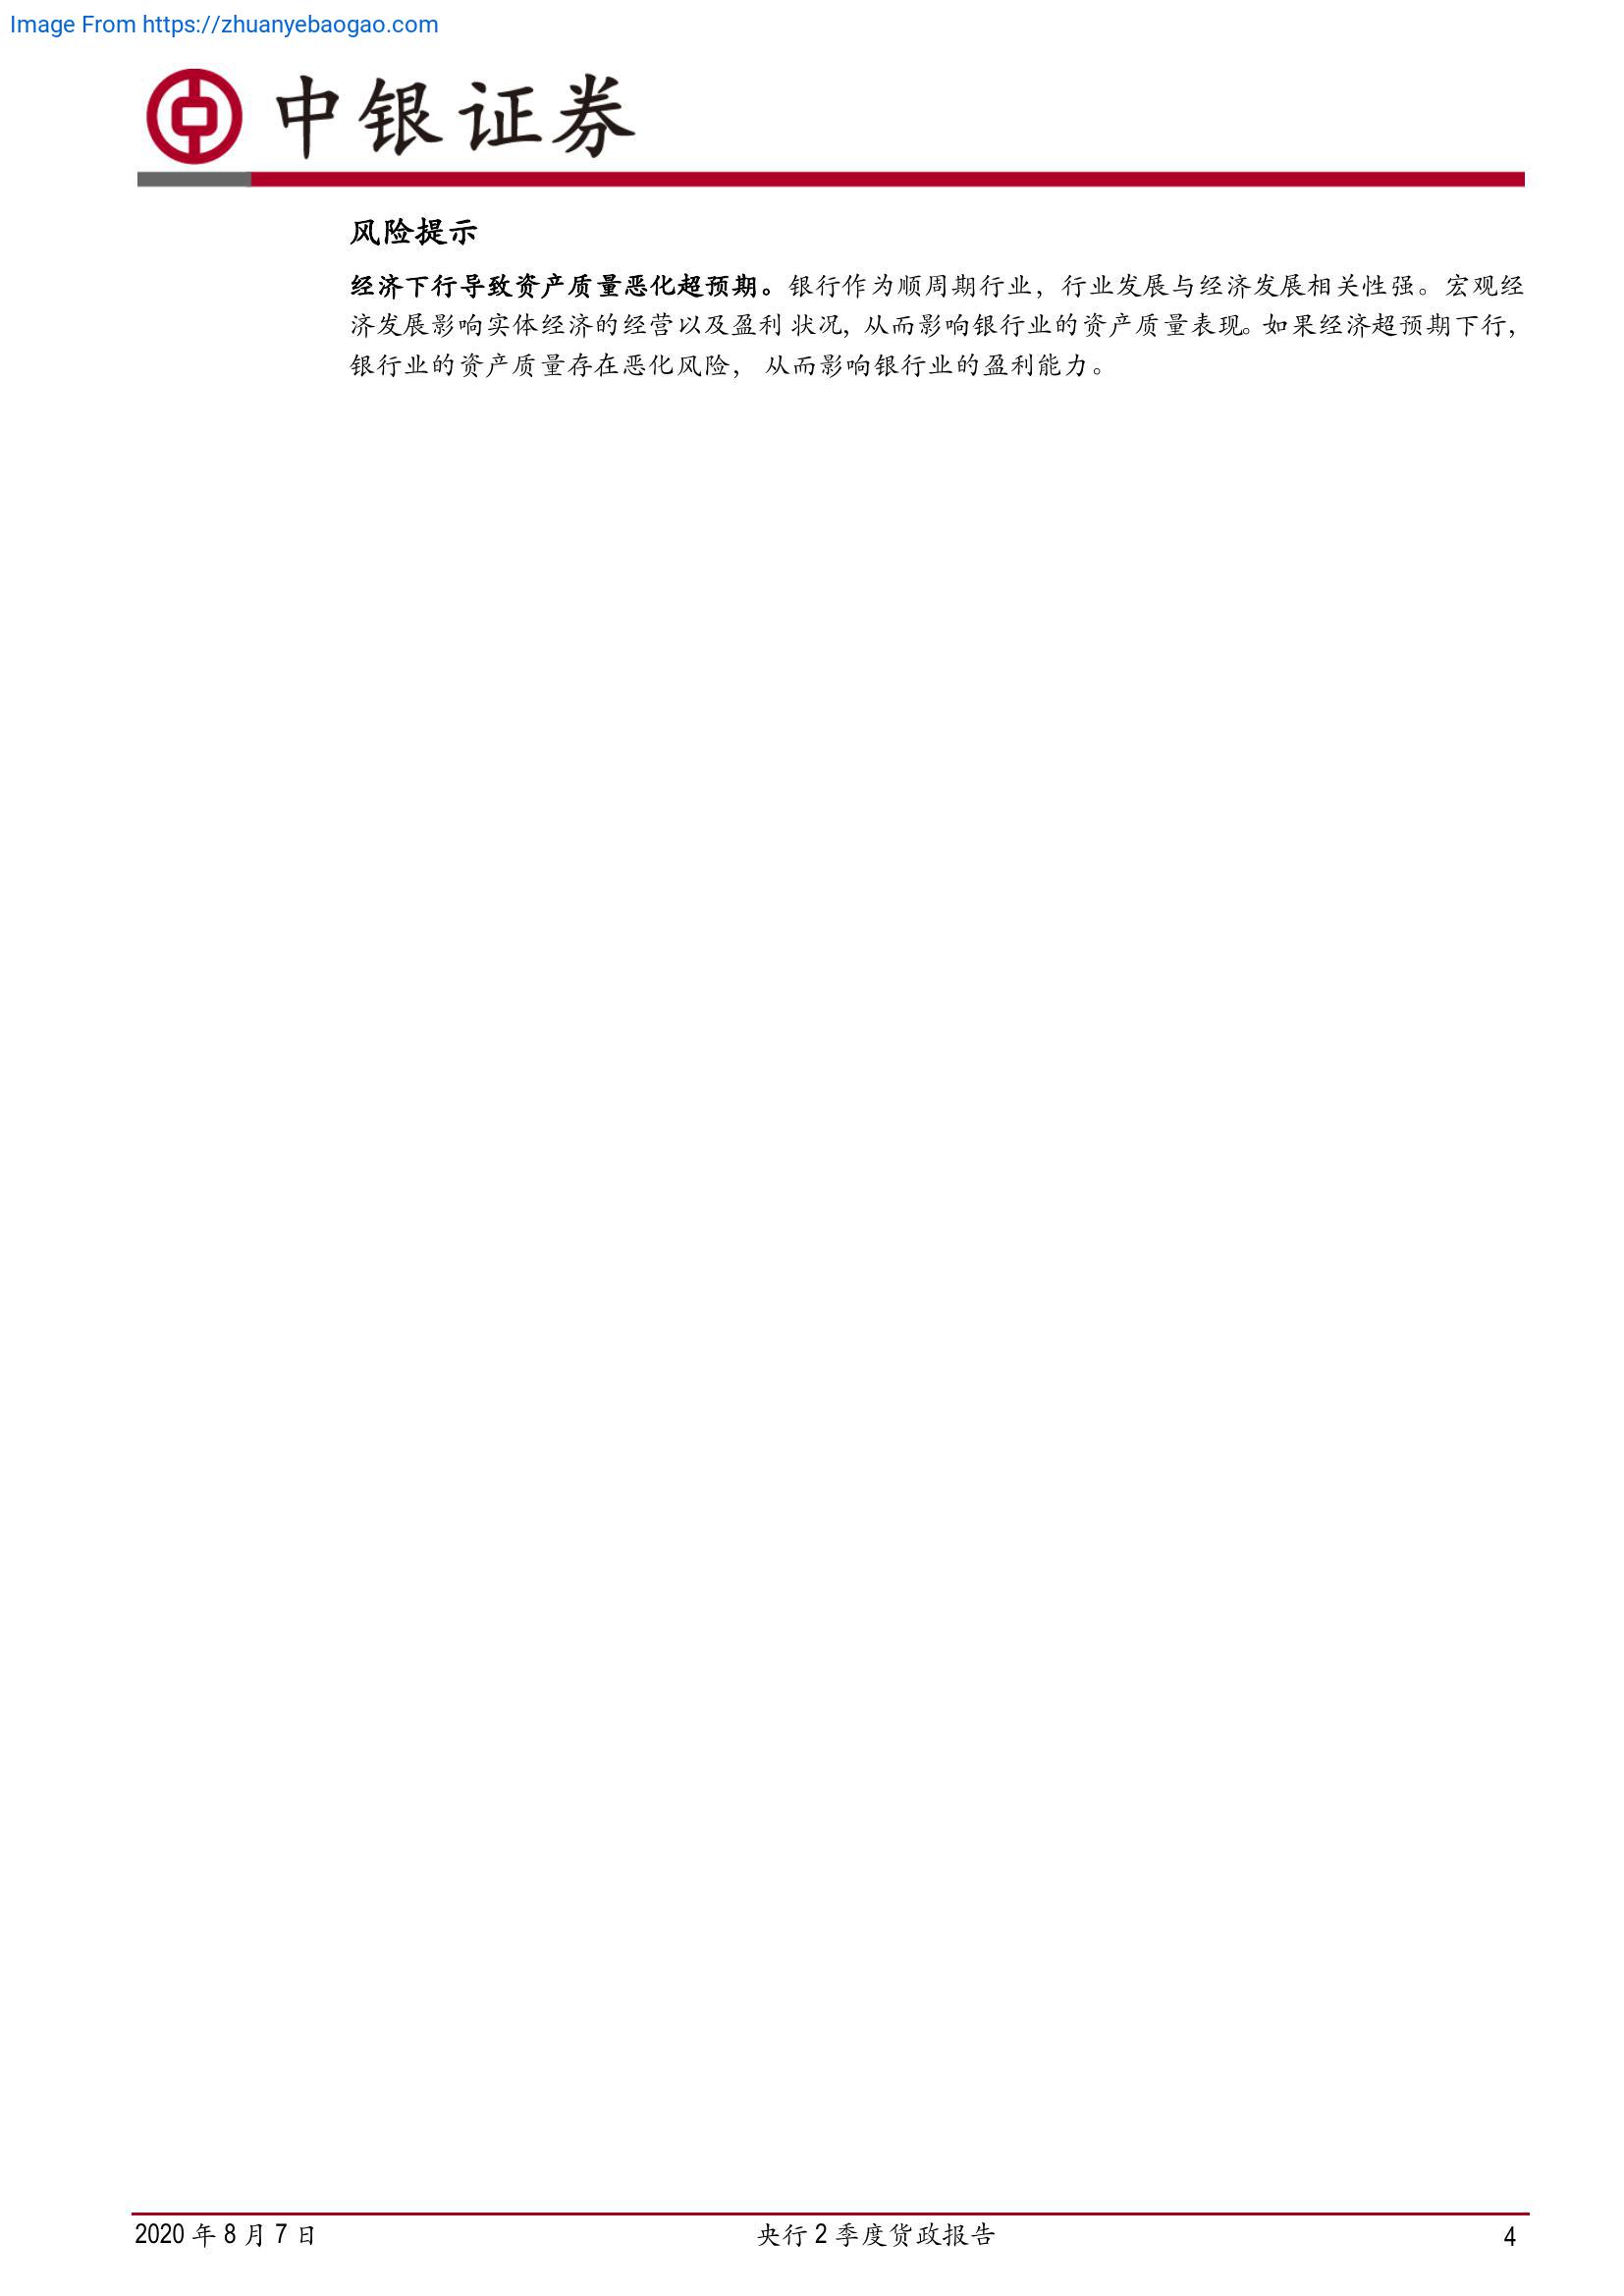 Image From https://zhuanyebaogao.com
中银证券
风险提示
经济下行导致资产质量恶化超预期。银行作为顺周期行业，行业发展与经济发展相关性强。宏观经
济发展影响实体经济的经营以及盈利状况，从而影响银行业的资产质量表现。如果经济超预期下行，
银行业的资产质量存在恶化风险， 从而影响银行业的盈利能力。
2020 年 8 月 7 日
央行 2 季度货政报告
4